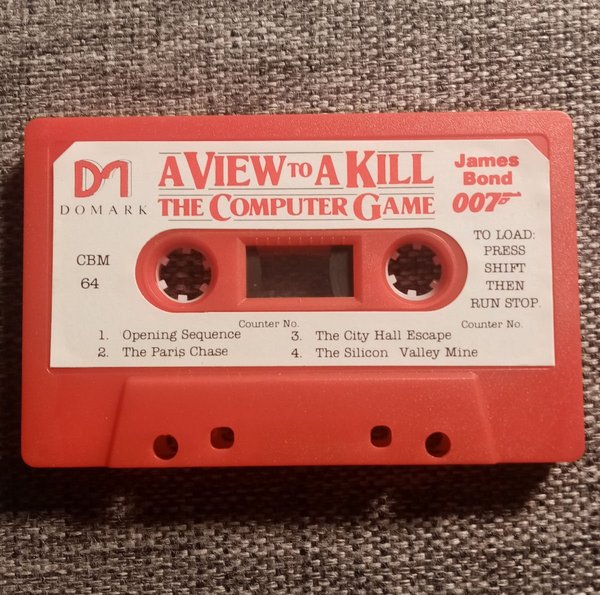 DM
DOMARK
A VIEW TO A KILL
THE COMPUTER GAME
James
Bond
007
CBM
64
TO LOAD:
PRESS
SHIFT
THEN
RUN STOP.
Counter No.
Counter No.
1. Opening Sequence
2. The Paris Chase
3. The City Hall Escape
4. The Silicon Valley Mine